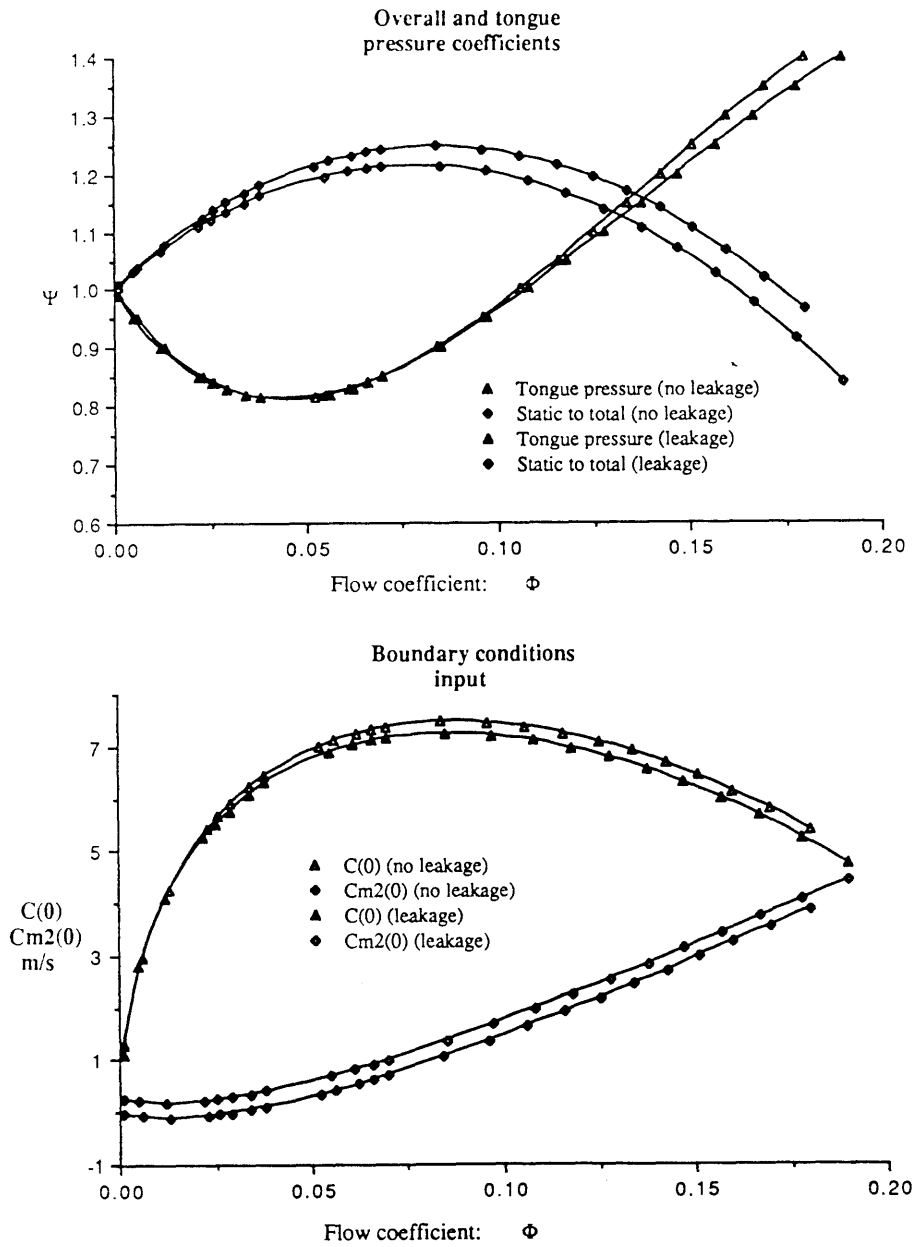 Overall and tongue
pressure coefficients
1.4
1.3
1.2
1.1
1.0
Ψ
0.9
0.8
0.7
0.6
Tongue pressure (no leakage)
Static to total (no leakage)
Tongue pressure (leakage)
Static to total (leakage)
0.00
0.05
0.10
0.15
0.20
Flow coefficient: Φ
Boundary conditions
input
7
5
C(0)
Cm2(0)
m/s
3
1
-1
C(0) (no leakage)
Cm2(0) (no leakage)
C(0) (leakage)
Cm2(0) (leakage)
0.00
0.05
0.10
0.15
0.20
Flow coefficient: Φ